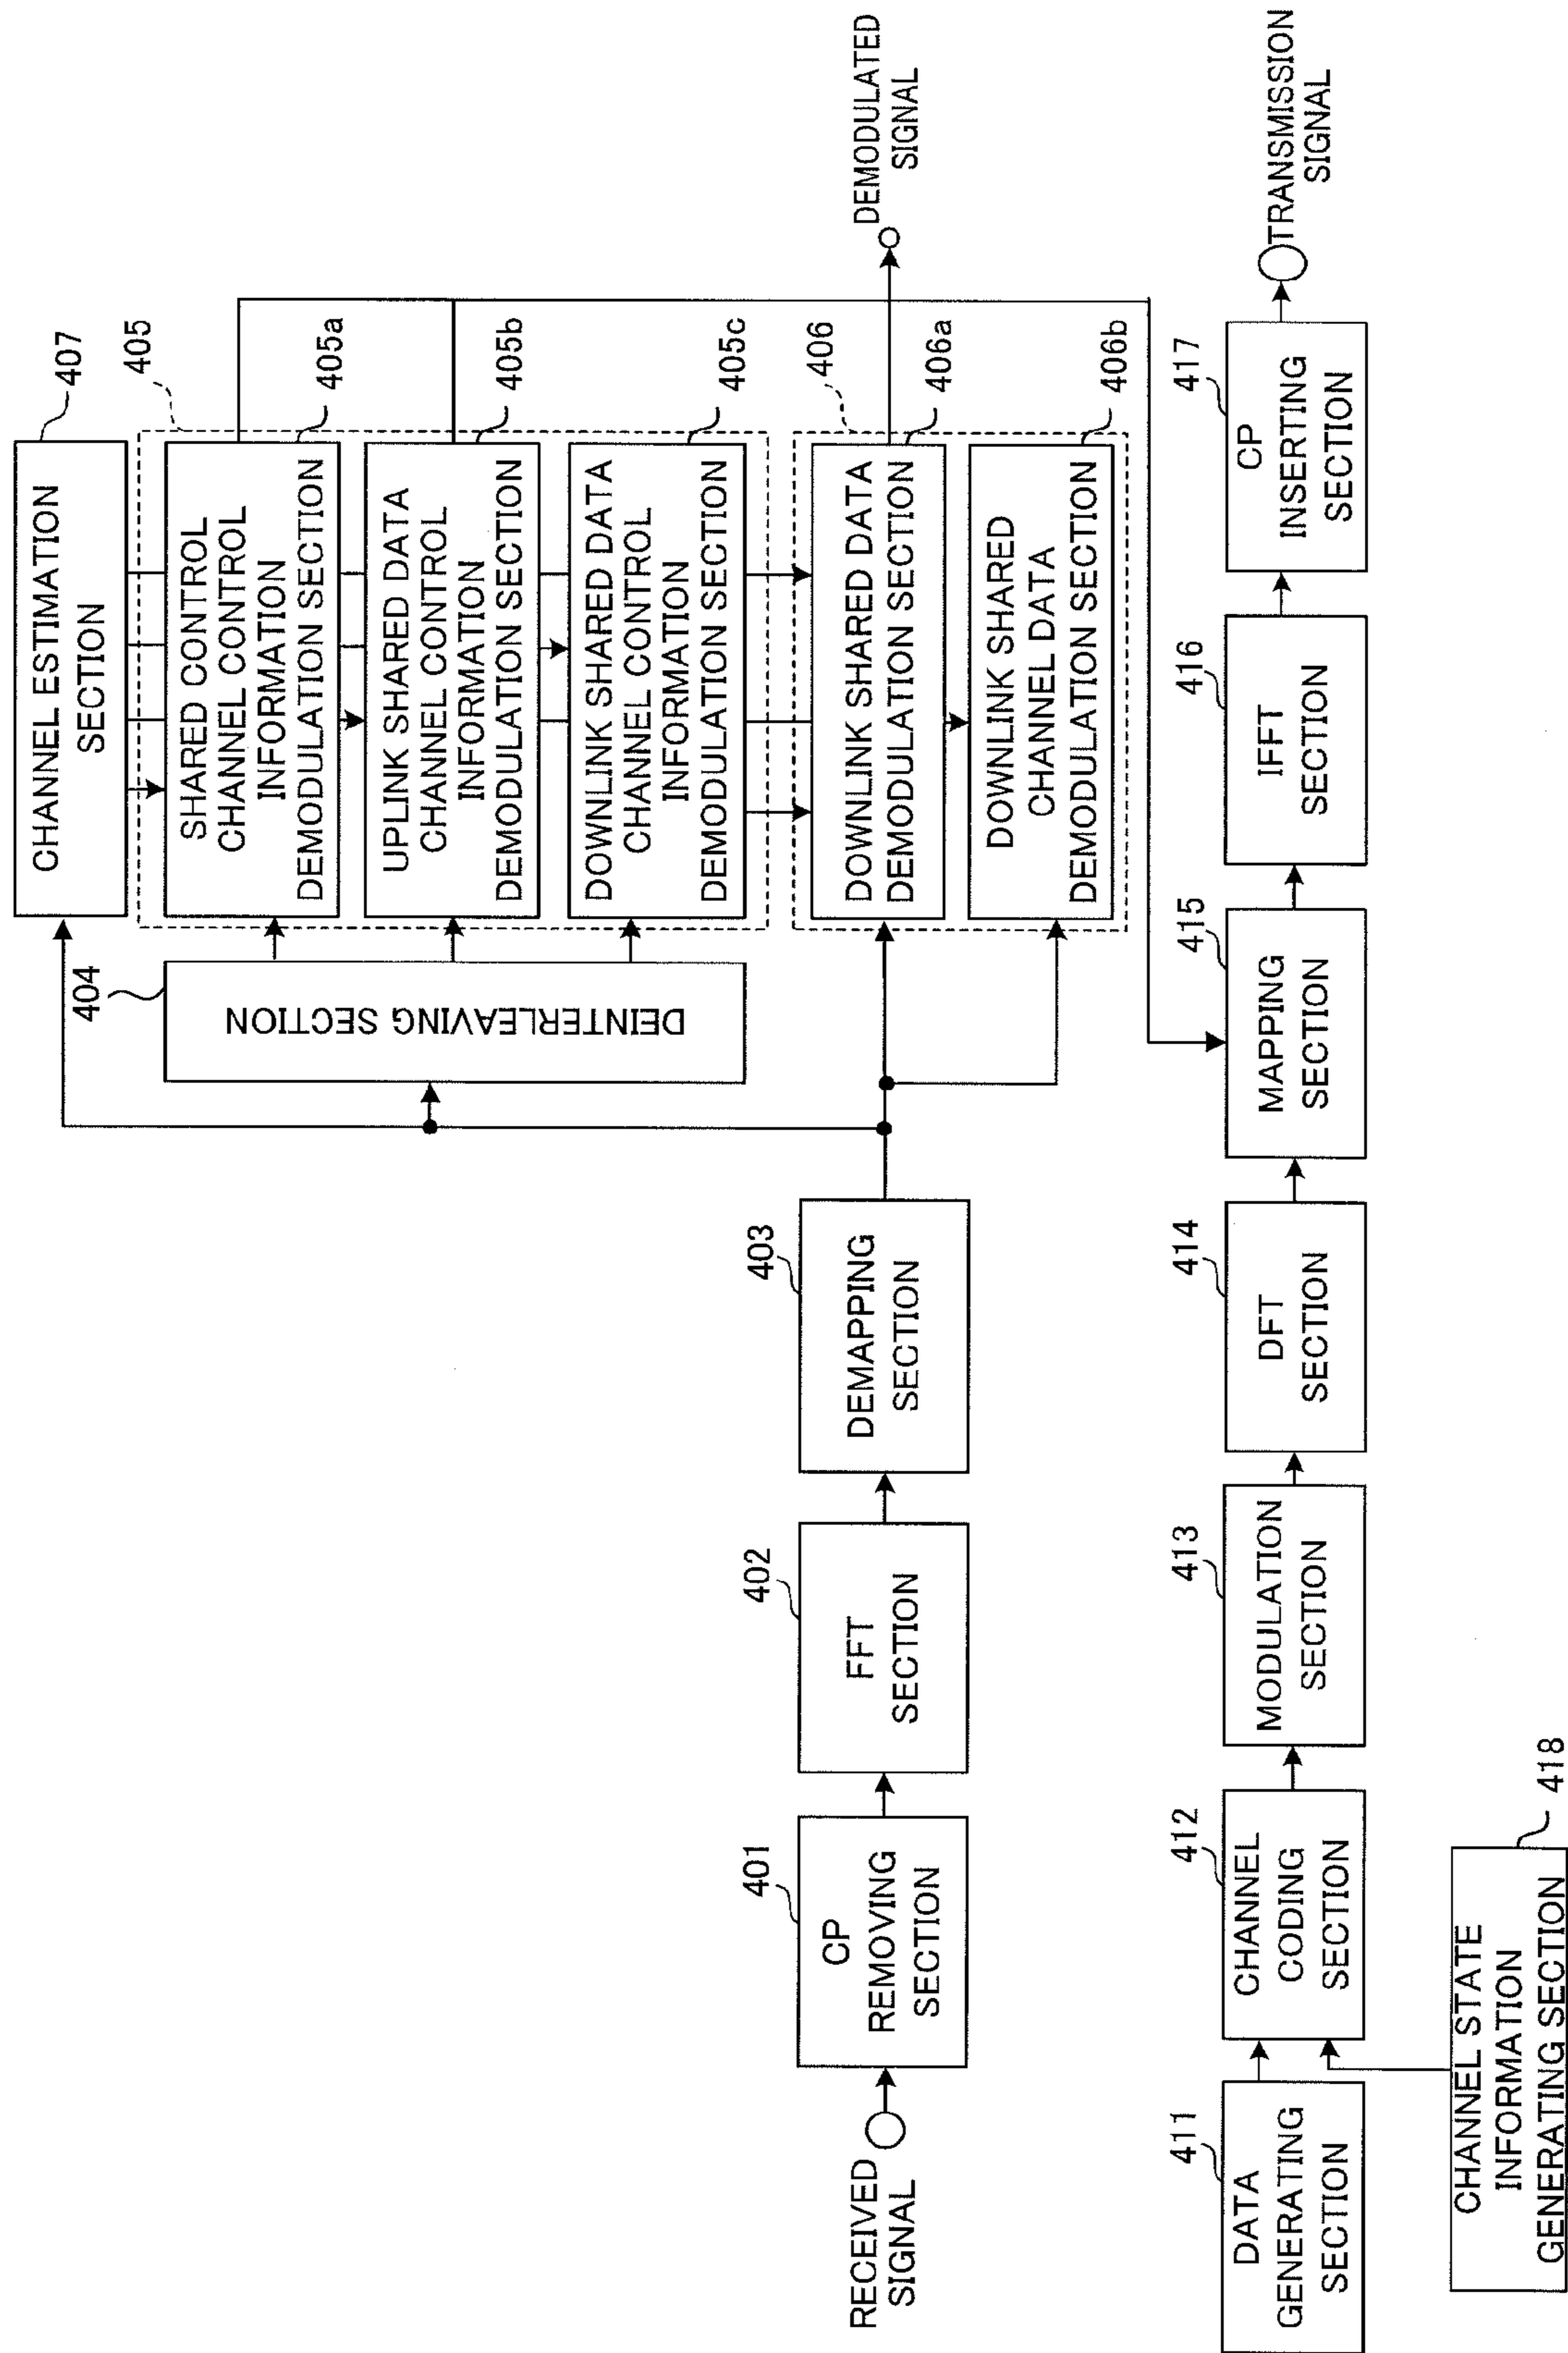 407
CHANNEL ESTIMATION
SECTION
405
SHARED CONTROL
CHANNEL CONTROL
INFORMATION
DEMODULATION SECTION
405a
UPLINK SHARED DATA
CHANNEL CONTROL
INFORMATION
DEMODULATION SECTION
405b
DOWNLINK SHARED DATA
CHANNEL CONTROL
INFORMATION
DEMODULATION SECTION
405c
404
DEINTERLEAVING SECTION
406
DOWNLINK SHARED DATA
DEMODULATION SECTION
406a
DOWNLINK SHARED
CHANNEL DATA
DEMODULATION SECTION
406b
DEMODULATED
SIGNAL
RECEIVED
SIGNAL
401
CP
REMOVING
SECTION
402
FFT
SECTION
403
DEMAPPING
SECTION
411
DATA
GENERATING
SECTION
412
CHANNEL
CODING
SECTION
413
MODULATION
SECTION
414
DFT
SECTION
415
MAPPING
SECTION
416
IFFT
SECTION
417
CP
INSERTING
SECTION
TRANSMISSION
SIGNAL
418
CHANNEL STATE
INFORMATION
GENERATING SECTION